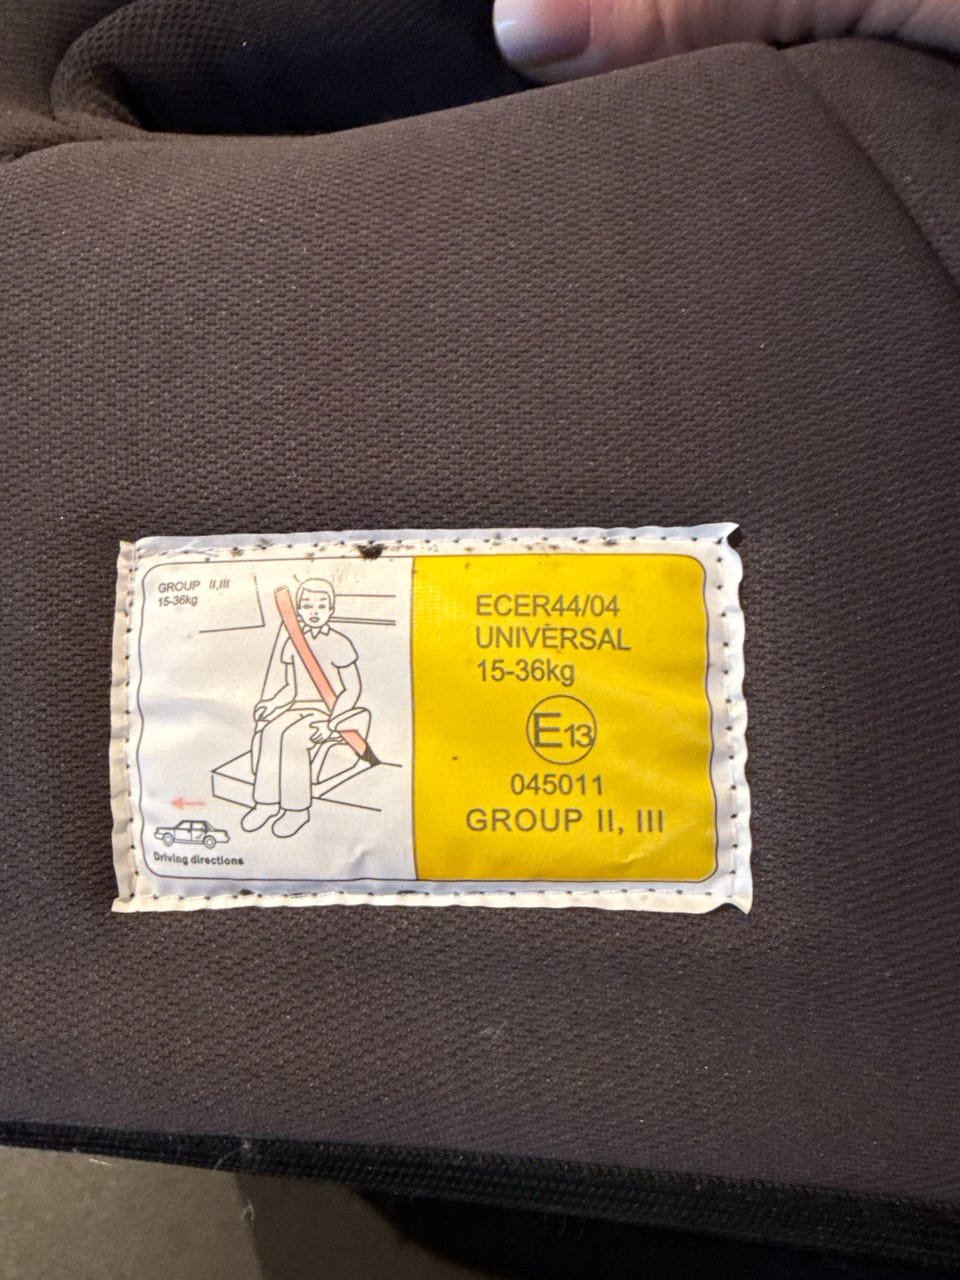 GROUP II,III
15-36kg
Driving directions
ECER44/04
UNIVERSAL
15-36kg
E13
045011
GROUP II, III